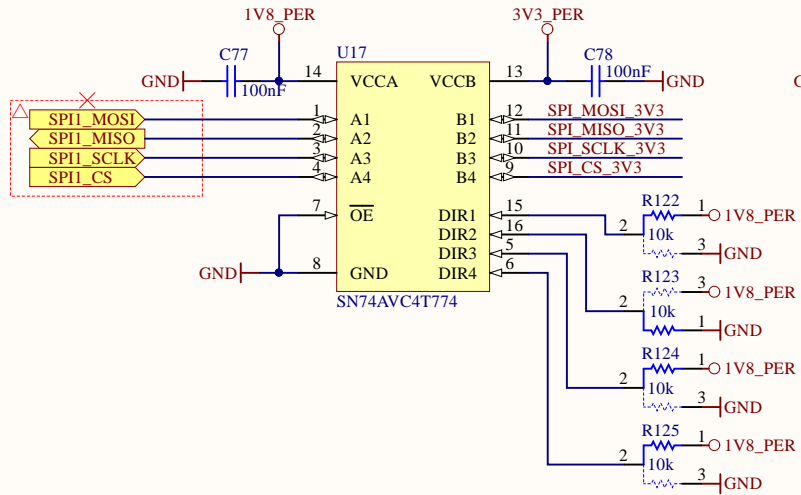 1V8_PER
3V3_PER
C77
U17
C78
GND
100nF
14
VCCA
VCCB
13
100nF
GND
G
SPI1_MOSI
1
A1
B1
12
SPI_MOSI_3V3
SPI1_MISO
2
A2
B2
11
SPI_MISO_3V3
SPI1_SCLK
3
A3
B3
10
SPI_SCLK_3V3
SPI1_CS
4
A4
B4
9
SPI_CS_3V3
7
OE
DIR1
15
DIR2
16
DIR3
5
GND
8
GND
DIR4
6
SN74AVC4T774
R122
2
10k
1
1V8_PER
3
GND
R123
2
10k
3
1V8_PER
1
GND
R124
2
10k
1
1V8_PER
3
GND
R125
2
10k
1
1V8_PER
3
GND